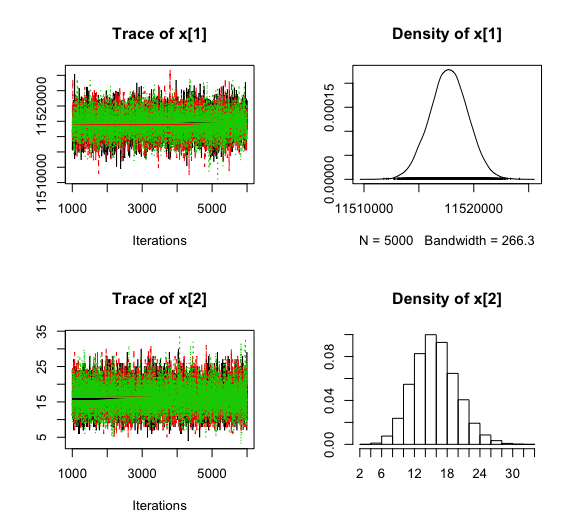 Trace of x[1]
11510000 11520000
1000 3000 5000
Iterations
Density of x[1]
0.00000 0.00015
11510000 11520000
N = 5000 Bandwidth = 266.3
Trace of x[2]
5 15 25 35
1000 3000 5000
Iterations
Density of x[2]
0.00 0.04 0.08
2 6 12 18 24 30